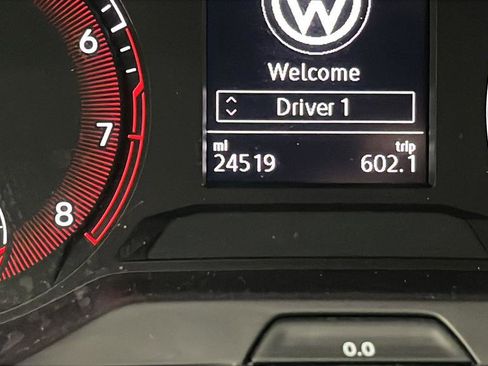 6
7
8
Welcome
Driver 1
mi trip
24519 602.1
0.0